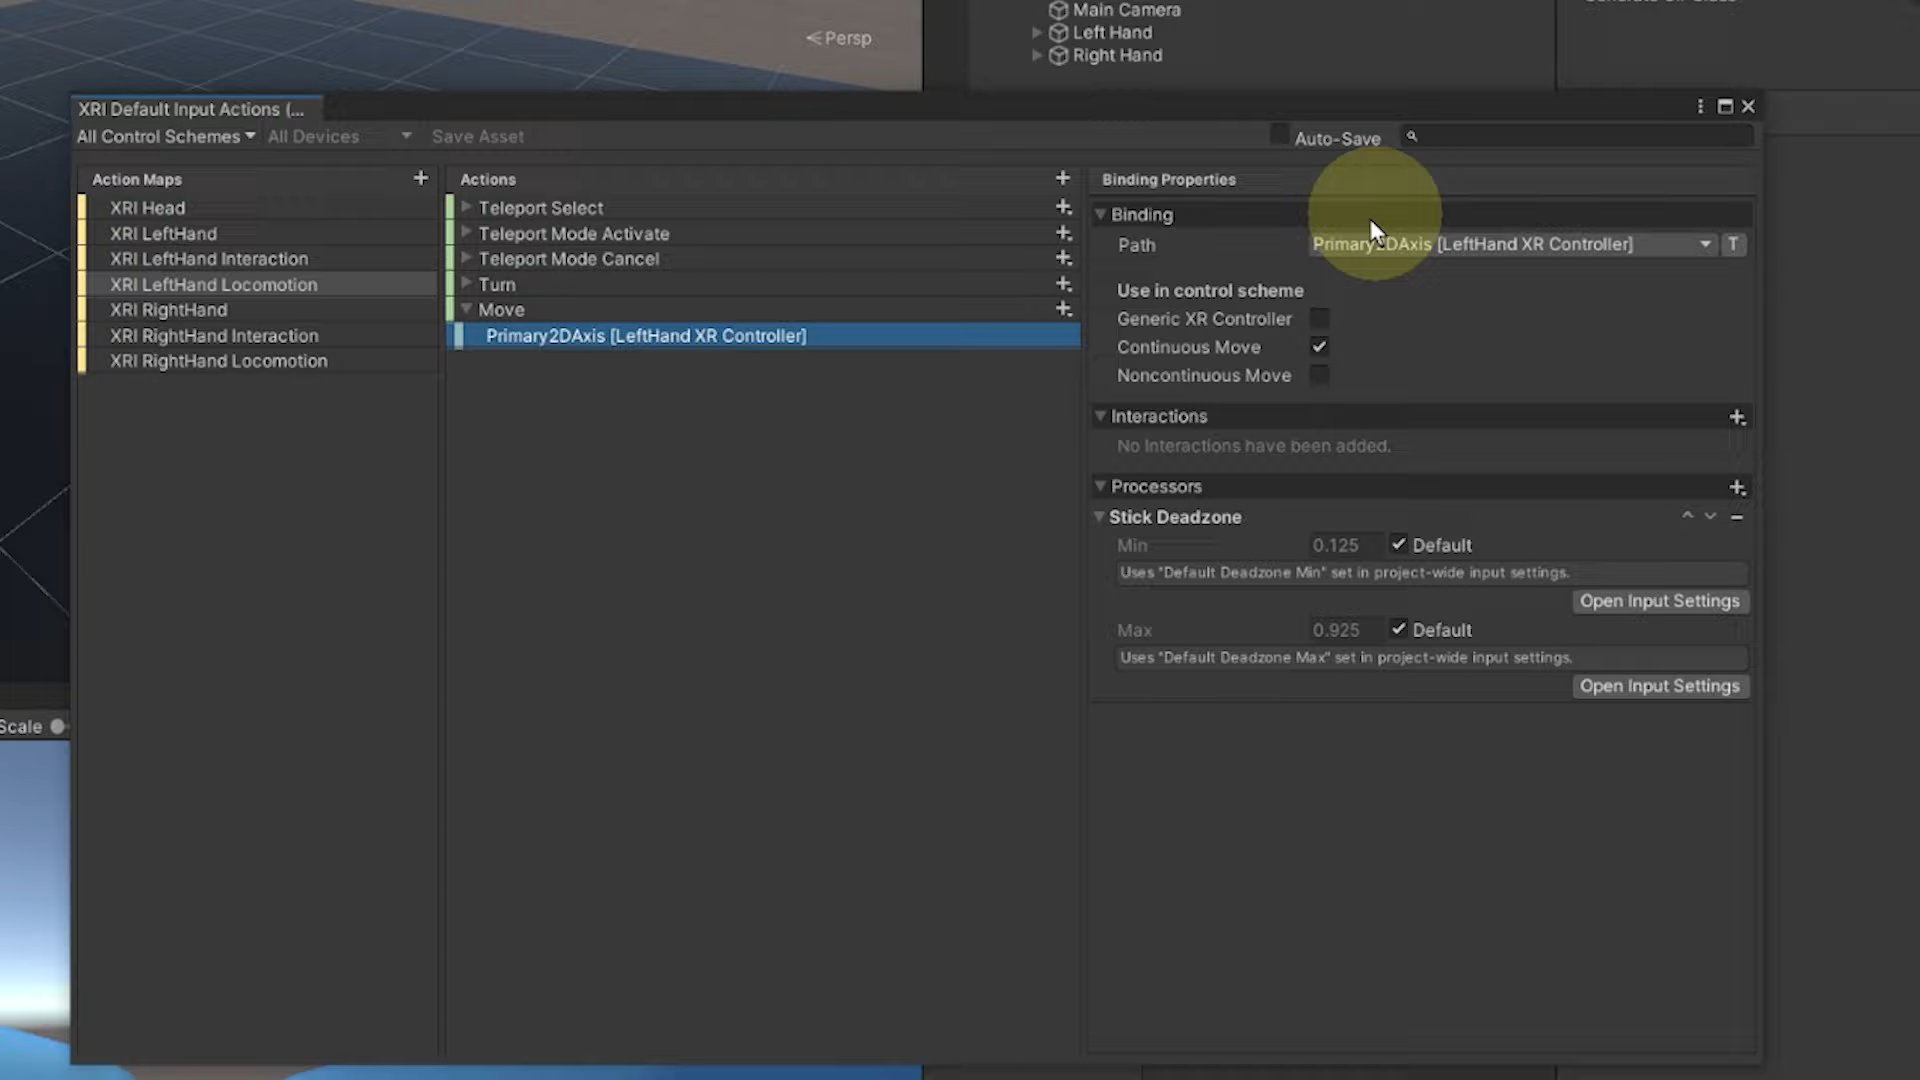 Persp
Main Camera
Left Hand
Right Hand
XRI Default Input Actions (...
All Control Schemes All Devices Save Asset Auto-Save
Action Maps
XRI Head
XRI LeftHand
XRI LeftHand Interaction
XRI LeftHand Locomotion
XRI RightHand
XRI RightHand Interaction
XRI RightHand Locomotion
Actions
Teleport Select
Teleport Mode Activate
Teleport Mode Cancel
Turn
Move
Primary2DAxis [LeftHand XR Controller]
Binding Properties
Binding
Path Primary2DAxis [LeftHand XR Controller] T
Use in control scheme
Generic XR Controller
Continuous Move
Noncontinuous Move
Interactions
No Interactions have been added.
Processors
Stick Deadzone
Min 0.125 Default
Uses "Default Deadzone Min" set in project-wide input settings.
Open Input Settings
Max 0.925 Default
Uses "Default Deadzone Max" set in project-wide input settings.
Open Input Settings
Scale